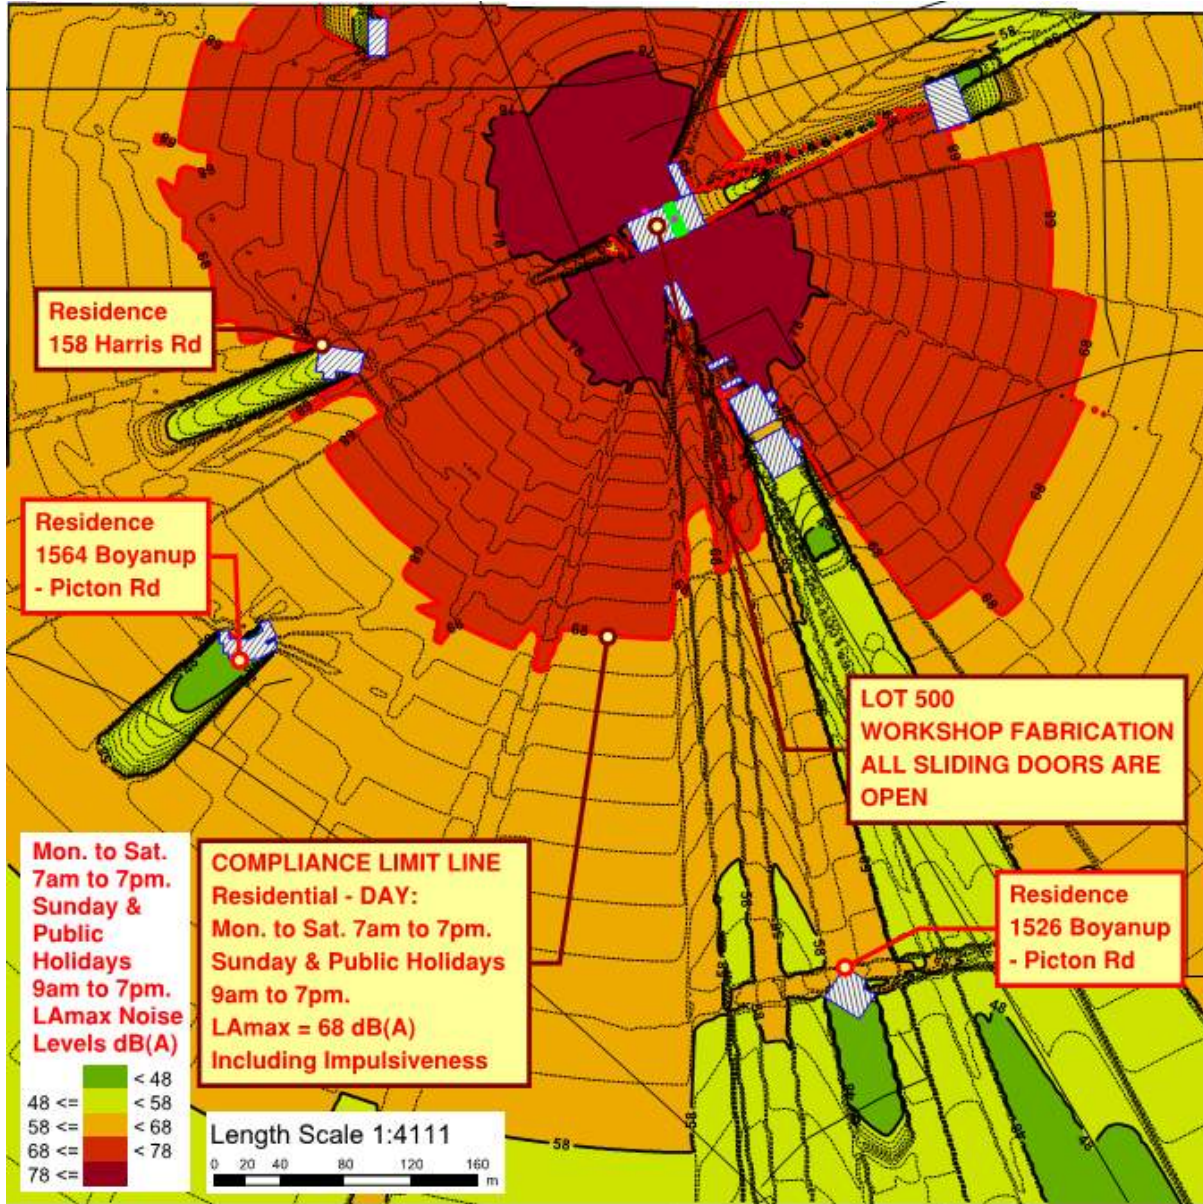 Residence
158 Harris Rd
Residence
1564 Boyanup
- Picton Rd
LOT 500
WORKSHOP FABRICATION
ALL SLIDING DOORS ARE
OPEN
Mon. to Sat.
7am to 7pm.
Sunday &
Public
Holidays
9am to 7pm.
LAmax Noise
Levels dB(A)
< 48
48 <= < 58
58 <= < 68
68 <= < 78
78 <=
COMPLIANCE LIMIT LINE
Residential - DAY:
Mon. to Sat. 7am to 7pm.
Sunday & Public Holidays
9am to 7pm.
LAmax = 68 dB(A)
Including Impulsiveness
Residence
1526 Boyanup
- Picton Rd
Length Scale 1:4111
0 20 40 80 120 160
m
68
58
58
48